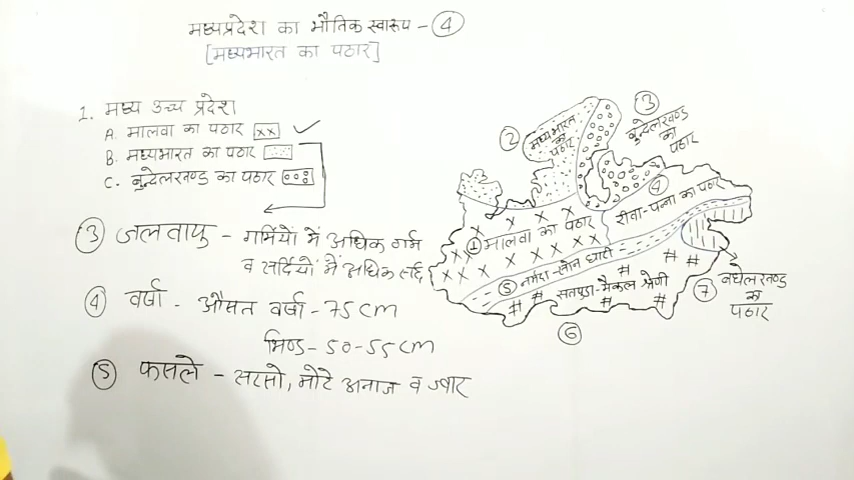 मध्यप्रदेश का भौतिक स्वारूप - ④
[मध्यभारत का पठार]
1. मध्य उच्च प्रदेश
A. मालवा का पठार xx ✓
B. मध्यभारत का पठार
C. बुन्देलखण्ड का पठार
③ जलवायु - गर्मियों में अधिक गर्म
व सर्दियों में अधिक सर्द
④ वर्षा - औसत वर्षा - 75 cm
भिण्ड - 50-55 cm
⑤ फसले - सरसो, मोटे अनाज व ज्वार
② मध्यभारत
का
पठार
③
बुन्देलखण्ड
का
पठार
④
रीवा-पन्ना का पठार
① मालवा का पठार
⑤ नर्मदा-सोन घाटी
सतपुड़ा-मैकल श्रेणी
⑥
⑦ बघेलखण्ड
का
पठार